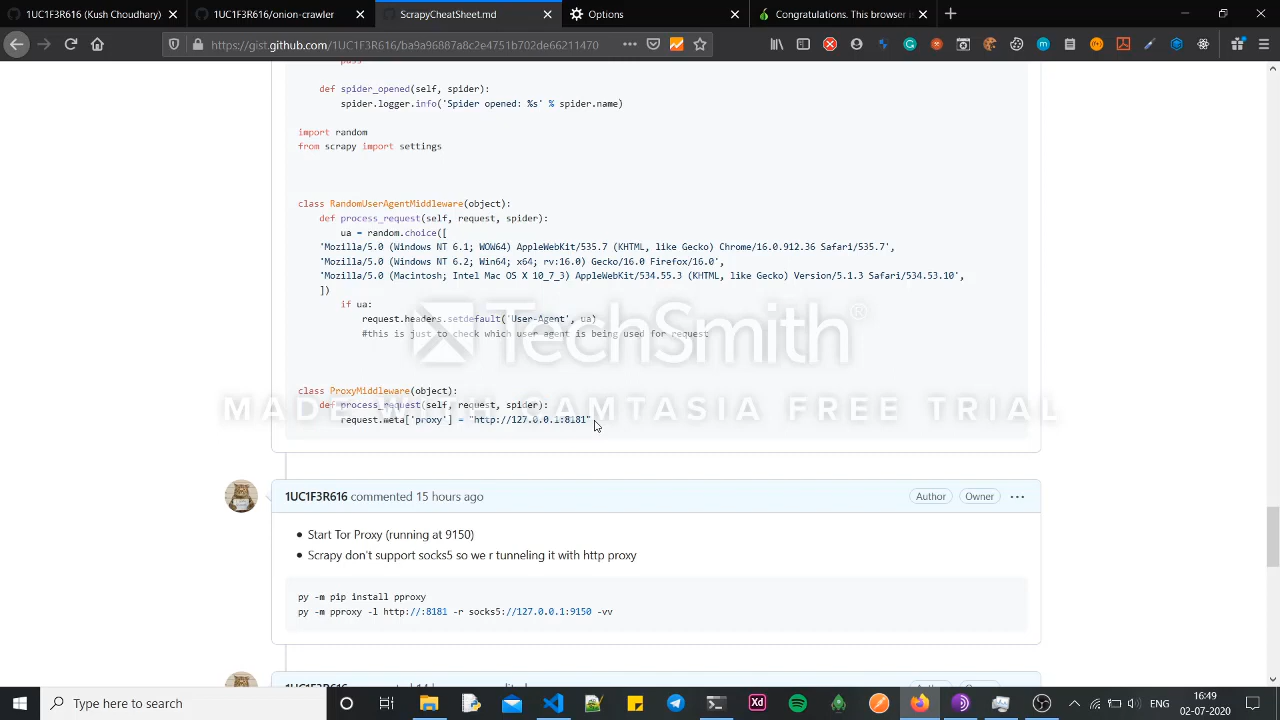 1UC1F3R616 (Kush Choudhary)
1UC1F3R616/onion-crawler
ScrapyCheatSheet.md
Options
Congratulations. This browser i
https://gist.github.com/1UC1F3R616/ba9a96887a8c2e4751b702de66211470
pass
def spider_opened(self, spider):
spider.logger.info('Spider opened: %s' % spider.name)
import random
from scrapy import settings
class RandomUserAgentMiddleware(object):
def process_request(self, request, spider):
ua = random.choice([
'Mozilla/5.0 (Windows NT 6.1; WOW64) AppleWebKit/535.7 (KHTML, like Gecko) Chrome/16.0.912.36 Safari/535.7',
'Mozilla/5.0 (Windows NT 6.2; Win64; x64; rv:16.0) Gecko/16.0 Firefox/16.0',
'Mozilla/5.0 (Macintosh; Intel Mac OS X 10_7_3) AppleWebKit/534.55.3 (KHTML, like Gecko) Version/5.1.3 Safari/534.53.10',
])
if ua:
request.headers.setdefault('User-Agent', ua)
#this is just to check which user agent is being used for request
TechSmith®
class ProxyMiddleware(object):
def process_request(self, request, spider):
MADE WITH CAMTASIA FREE TRIAL
request.meta['proxy'] = "http://127.0.0.1:8181"
1UC1F3R616 commented 15 hours ago
Author
Owner
Start Tor Proxy (running at 9150)
Scrapy don't support socks5 so we r tunneling it with http proxy
py -m pip install pproxy
py -m pproxy -l http://:8181 -r socks5://127.0.0.1:9150 -vv
Type here to search
ENG
16:49
02-07-2020